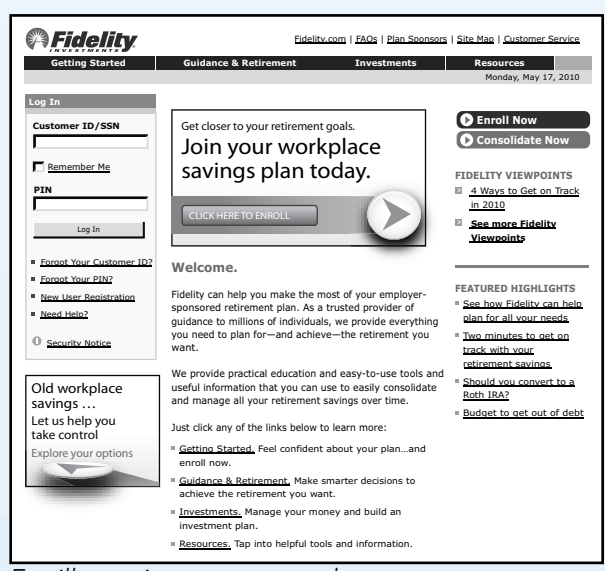 Fidelity
INVESTMENTS
Fidelity.com | FAQs | Plan Sponsors | Site Map | Customer Service
Getting Started Guidance & Retirement Investments Resources
Monday, May 17, 2010
Log In
Customer ID/SSN
Remember Me
PIN
Log In
Forgot Your Customer ID?
Forgot Your PIN?
New User Registration
Need Help?
Security Notice
Old workplace
savings ...
Let us help you
take control
Explore your options
Get closer to your retirement goals.
Join your workplace
savings plan today.
CLICK HERE TO ENROLL
Welcome.
Fidelity can help you make the most of your employer-
sponsored retirement plan. As a trusted provider of
guidance to millions of individuals, we provide everything
you need to plan for—and achieve—the retirement you
want.
We provide practical education and easy-to-use tools and
useful information that you can use to easily consolidate
and manage all your retirement savings over time.
Just click any of the links below to learn more:
Getting Started. Feel confident about your plan...and
enroll now.
Guidance & Retirement. Make smarter decisions to
achieve the retirement you want.
Investments. Manage your money and build an
investment plan.
Resources. Tap into helpful tools and information.
Enroll Now
Consolidate Now
FIDELITY VIEWPOINTS
4 Ways to Get on Track
in 2010
See more Fidelity
Viewpoints
FEATURED HIGHLIGHTS
See how Fidelity can help
plan for all your needs
Two minutes to get on
track with your
retirement savings
Should you convert to a
Roth IRA?
Budget to get out of debt